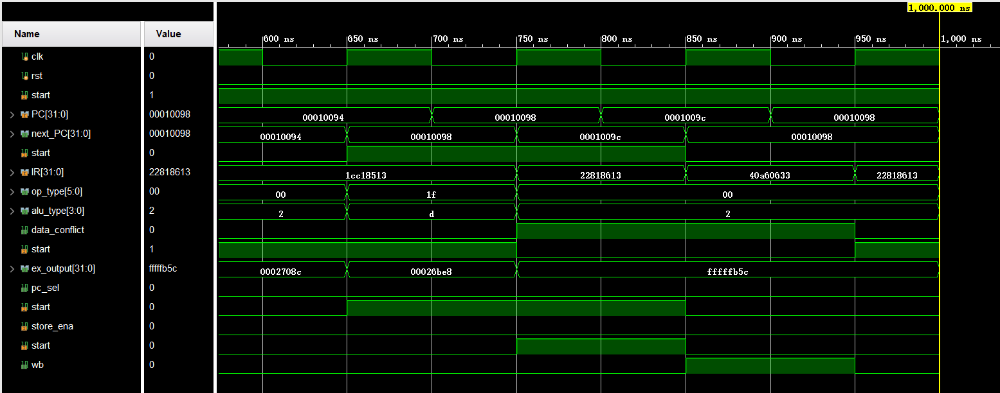 1,000.000 ns
Name Value
600 ns 650 ns 700 ns 750 ns 800 ns 850 ns 900 ns 950 ns 1,000 ns
clk 0
rst 0
start 1
PC[31:0] 00010098 00010094 00010098 0001009c 00010098
next_PC[31:0] 00010098 00010094 00010098 0001009c 00010098
start 0
IR[31:0] 22818613 1cc18513 22818613 40a60633 22818613
op_type[5:0] 00 00 1f 00
alu_type[3:0] 2 2 d 2
data_conflict 0
start 1
ex_output[31:0] fffffb5c 0002708c 00026be8 fffffb5c
pc_sel 0
start 0
store_ena 0
start 0
wb 0